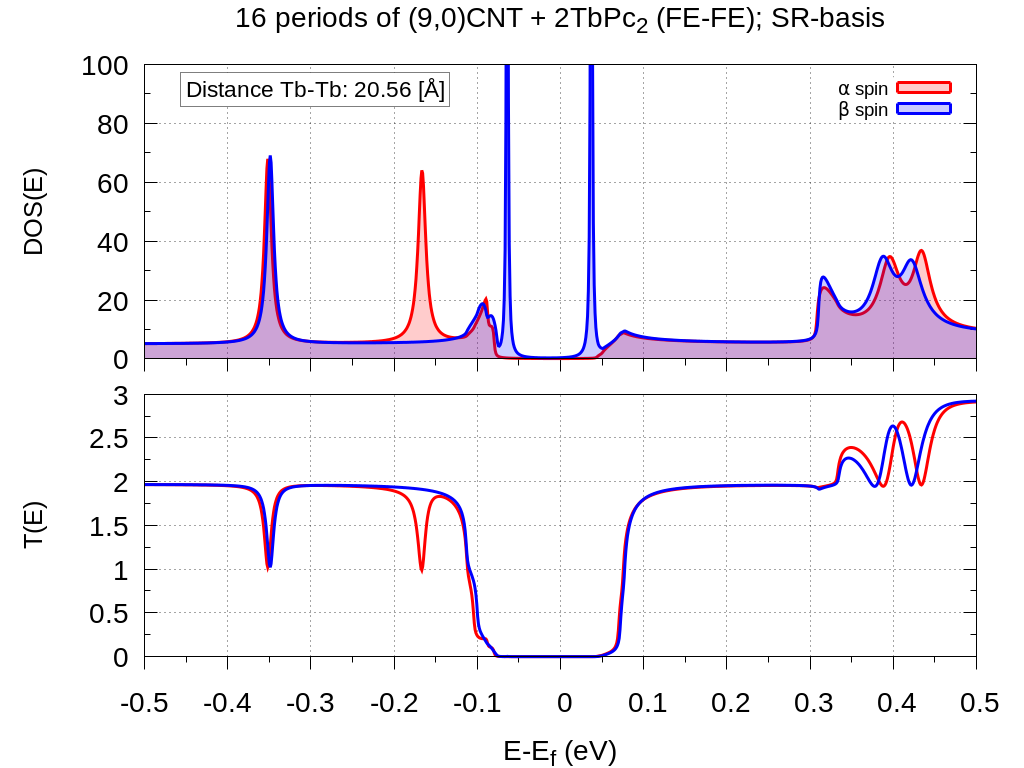 16 periods of (9,0)CNT + 2TbPc₂ (FE-FE); SR-basis
100
Distance Tb-Tb: 20.56 [Å]
α spin
β spin
80
60
DOS(E)
40
20
0
3
2.5
2
T(E)
1.5
1
0.5
0
-0.5 -0.4 -0.3 -0.2 -0.1 0 0.1 0.2 0.3 0.4 0.5
E-E_f (eV)